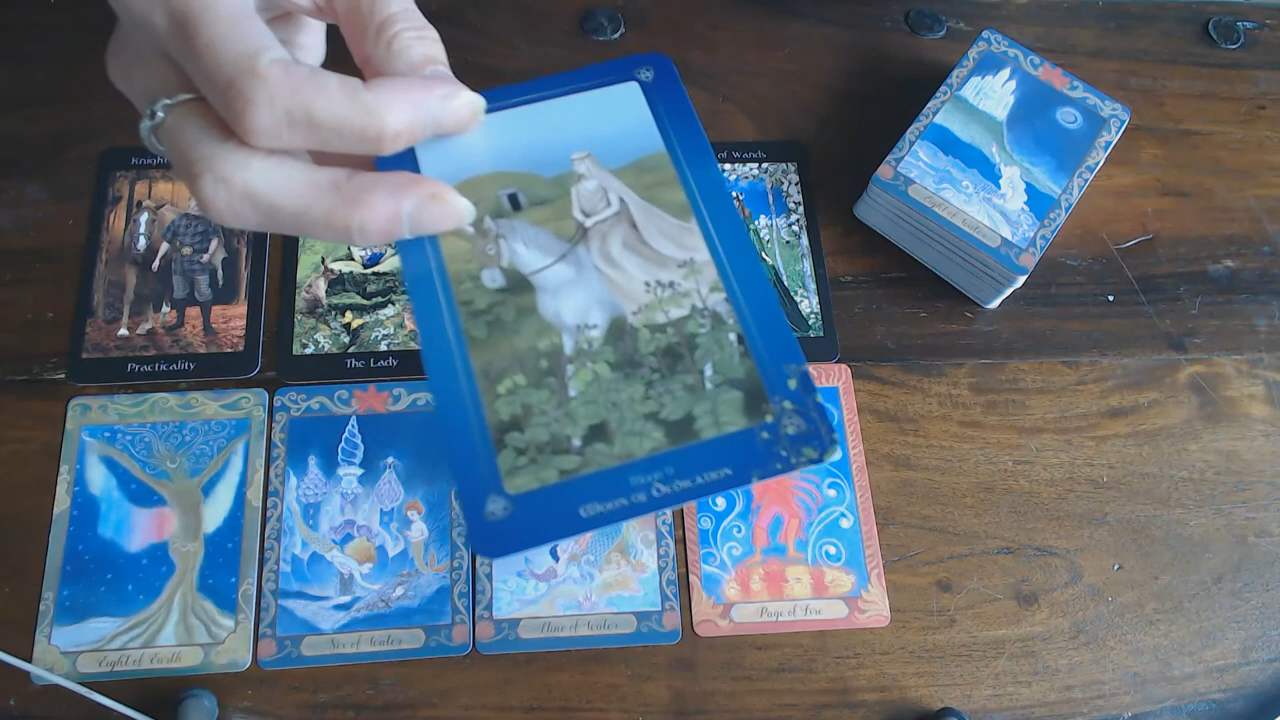 Knigh
of Wands
Practicality
The Lady
Eight of Water
Moon of Dedication
Eight of Earth
Six of Water
Nine of Water
Page of Fire